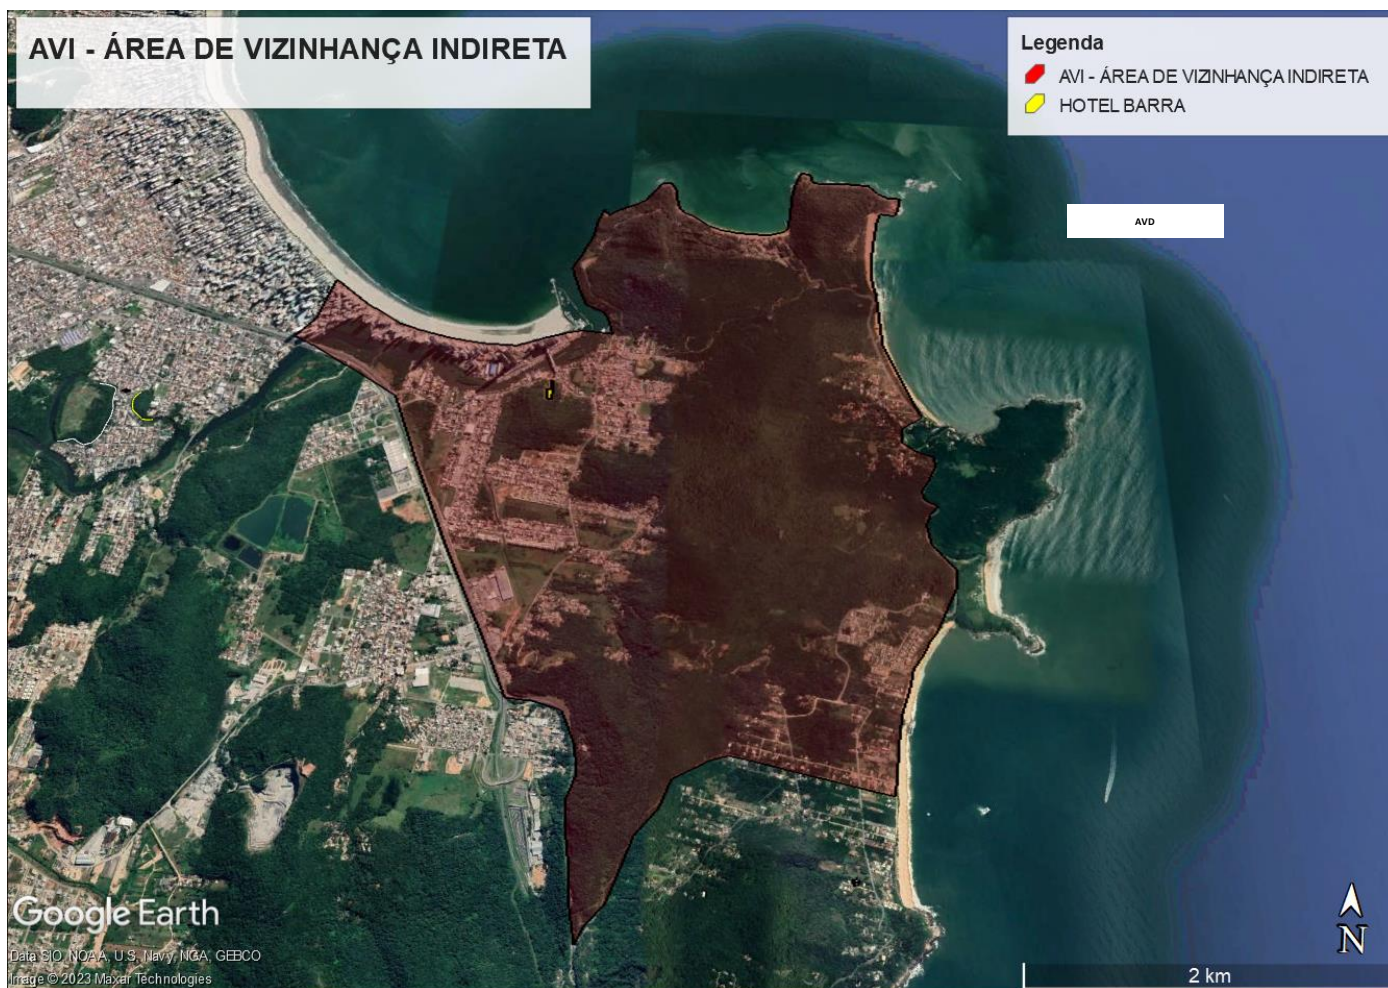 AVI - ÁREA DE VIZINHANÇA INDIRETA
Legenda
AVI - ÁREA DE VIZINHANÇA INDIRETA
HOTEL BARRA
AVD
Google Earth
Data SIO, NOAA, U.S. Navy, NGA, GEBCO
Image © 2023 Maxar Technologies
N
2 km